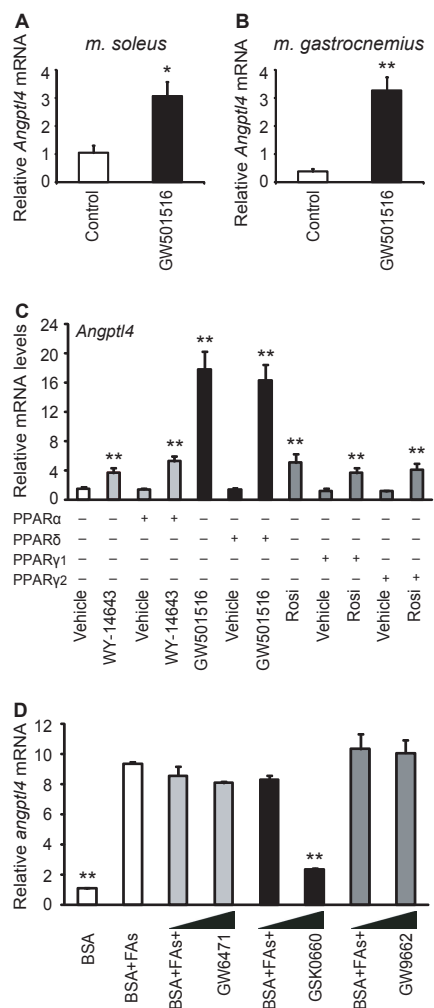 A
m. soleus
Relative Angptl4 mRNA
4
3
2
1
0
*
Control
GW501516
B
m. gastrocnemius
Relative Angptl4 mRNA
4
3
2
1
0
**
Control
GW501516
C
Angptl4
Relative mRNA levels
24
20
16
12
8
4
0
** ** ** ** ** ** **
PPARα – – + + – – – – – – – –
PPARδ – – – – – + + – – – – –
PPARγ1 – – – – – – – – + + – –
PPARγ2 – – – – – – – – – – + +
Vehicle
WY-14643
Vehicle
WY-14643
GW501516
Vehicle
GW501516
Rosi
Vehicle
Rosi
Vehicle
Rosi
D
Relative angptl4 mRNA
12
10
8
6
4
2
0
** **
BSA
BSA+FAs
BSA+FAs+
GW6471
BSA+FAs+
GSK0660
BSA+FAs+
GW9662